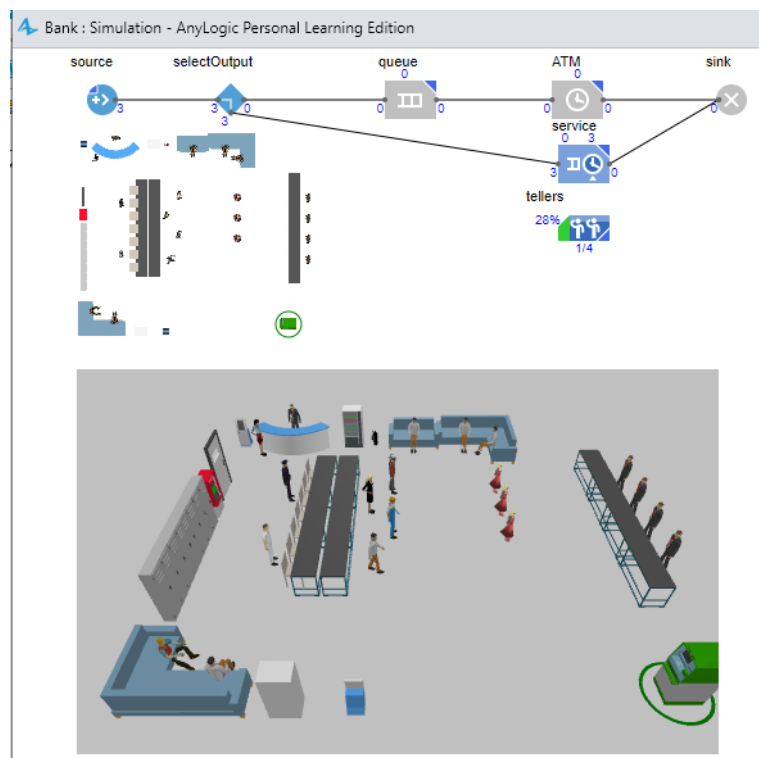 Bank : Simulation - AnyLogic Personal Learning Edition
source selectOutput queue ATM sink
0 0
3 3 0 0 0 0 0 0
3
service
0 3
3 0
tellers
28%
1/4